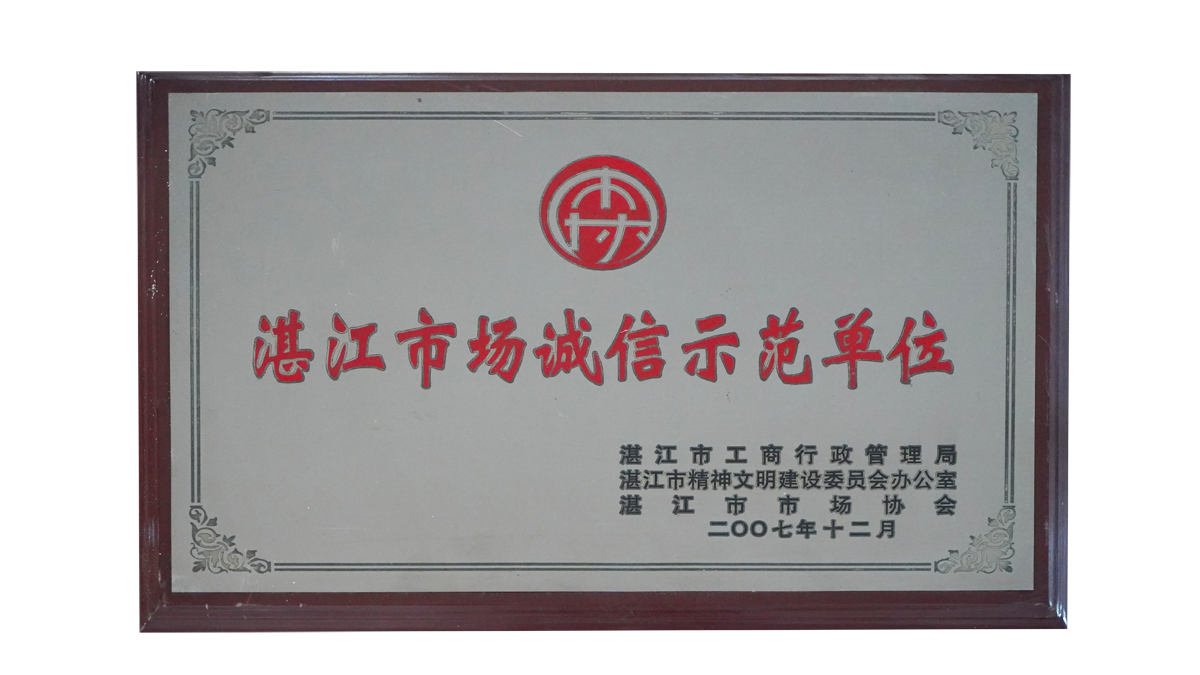 湛江市场诚信示范单位
湛江市工商行政管理局
湛江市精神文明建设委员会办公室
湛江市市场协会
二〇〇七年十二月